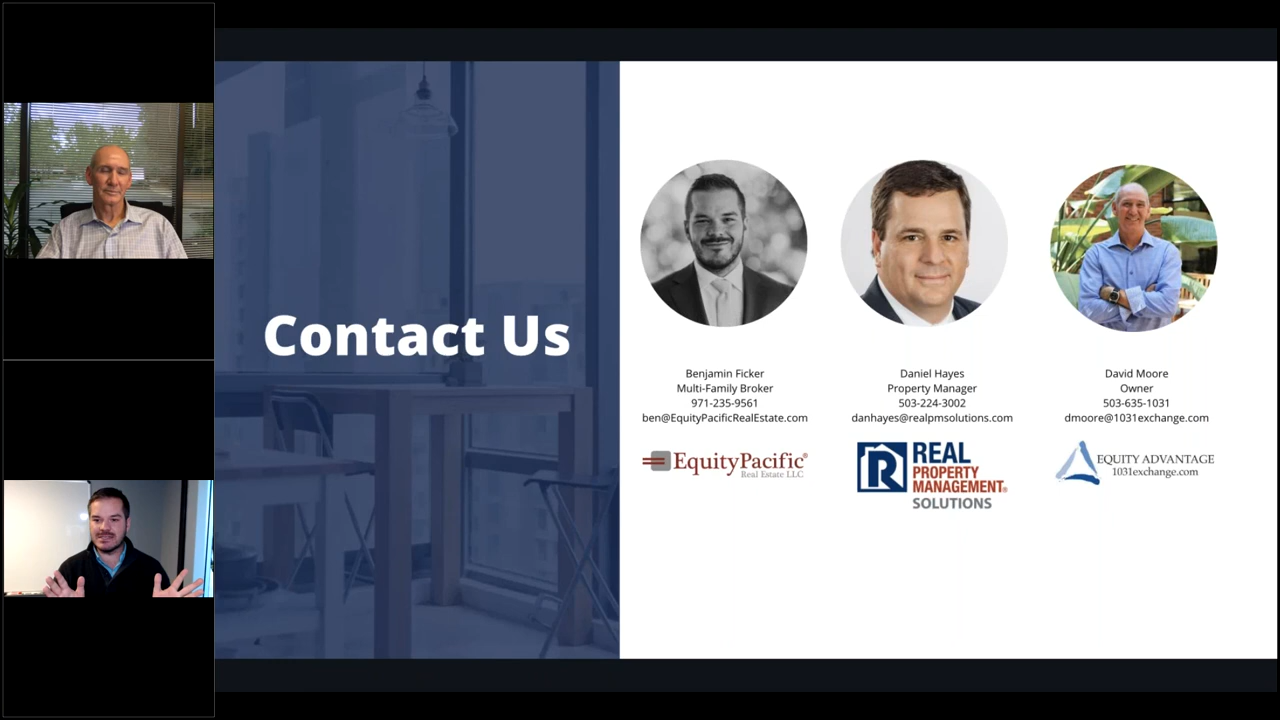 Contact Us
Benjamin Ficker
Multi-Family Broker
971-235-9561
ben@EquityPacificRealEstate.com
EquityPacific®
Real Estate LLC
Daniel Hayes
Property Manager
503-224-3002
danhayes@realpmsolutions.com
R
REAL
PROPERTY
MANAGEMENT®
SOLUTIONS
David Moore
Owner
503-635-1031
dmoore@1031exchange.com
EQUITY ADVANTAGE
1031exchange.com